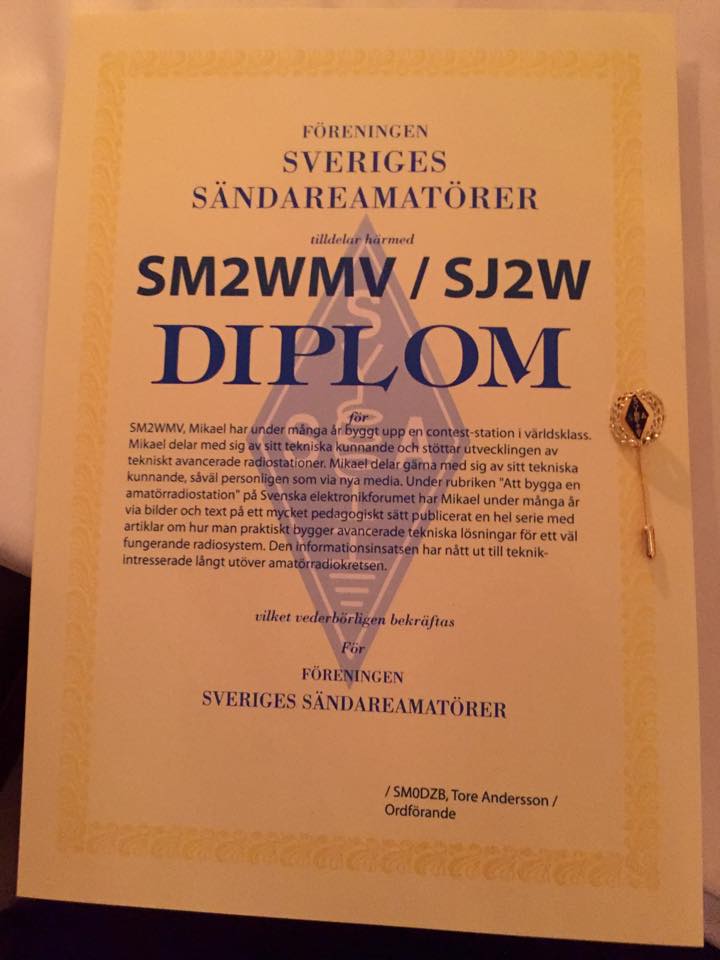 FÖRENINGEN
SVERIGES
SÄNDAREAMATÖRER
tilldelar härmed
SM2WMV / SJ2W
DIPLOM
för
SM2WMV, Mikael har under många år byggt upp en contest-station i världsklass.
Mikael delar med sig av sitt tekniska kunnande och stöttar utvecklingen av
tekniskt avancerade radiostationer. Mikael delar gärna med sig av sitt tekniska
kunnande, såväl personligen som via nya media. Under rubriken "Att bygga en
amatörradiostation" på Svenska elektronikforumet har Mikael under många år
via bilder och text på ett mycket pedagogiskt sätt publicerat en hel serie med
artiklar om hur man praktiskt bygger avancerade tekniska lösningar för ett väl
fungerande radiosystem. Den informationsinsatsen har nått ut till teknik-
intresserade långt utöver amatörradiokretsen.
vilket vederbörligen bekräftas
För
FÖRENINGEN
SVERIGES SÄNDAREAMATÖRER
/ SM0DZB, Tore Andersson /
Ordförande